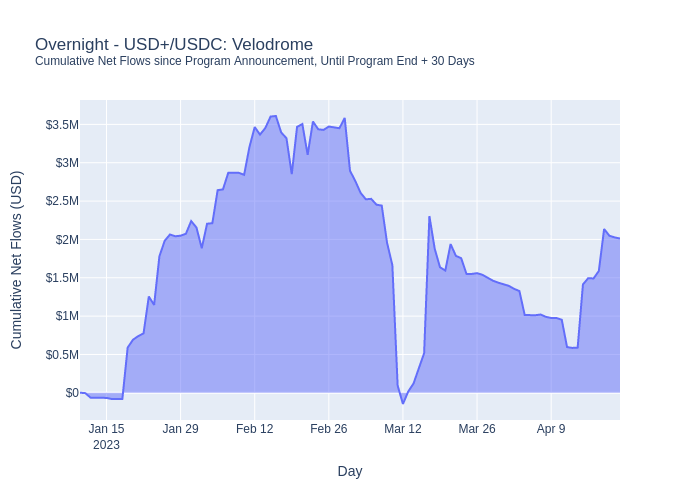 Overnight - USD+/USDC: Velodrome
Cumulative Net Flows since Program Announcement, Until Program End + 30 Days
Cumulative Net Flows (USD)
$3.5M
$3M
$2.5M
$2M
$1.5M
$1M
$0.5M
$0
Jan 15
2023
Jan 29
Feb 12
Feb 26
Mar 12
Mar 26
Apr 9
Day